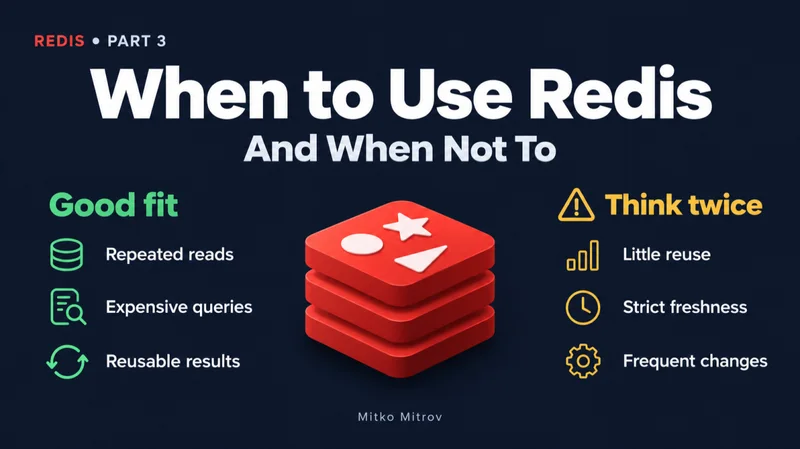 REDIS • PART 3
When to Use Redis
And When Not To
Good fit
Repeated reads
Expensive queries
Reusable results
Think twice
Little reuse
Strict freshness
Frequent changes
Mitko Mitrov